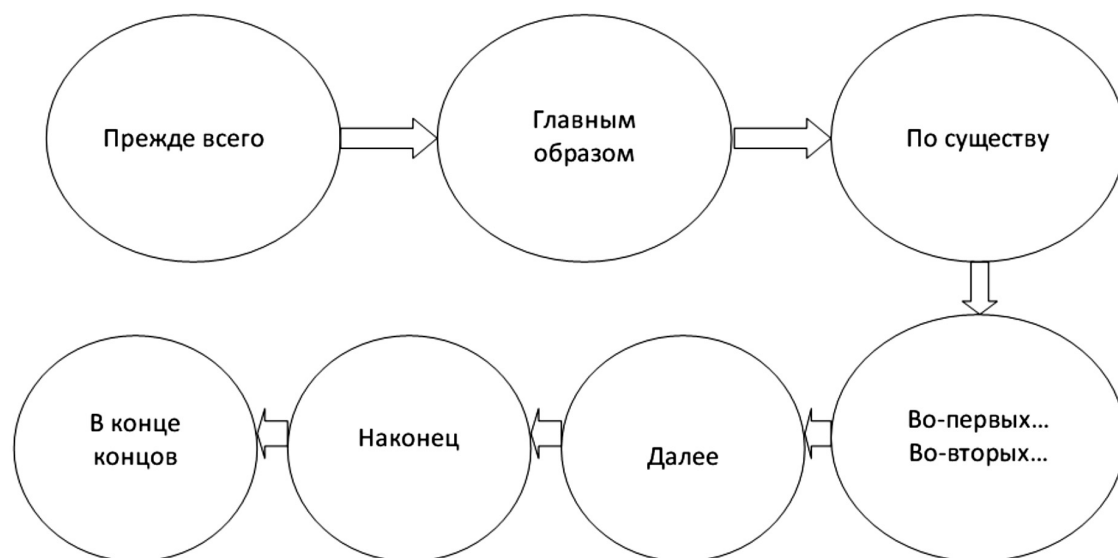 Прежде всего
Главным
образом
По существу
Во-первых...
Во-вторых...
Далее
Наконец
В конце
концов